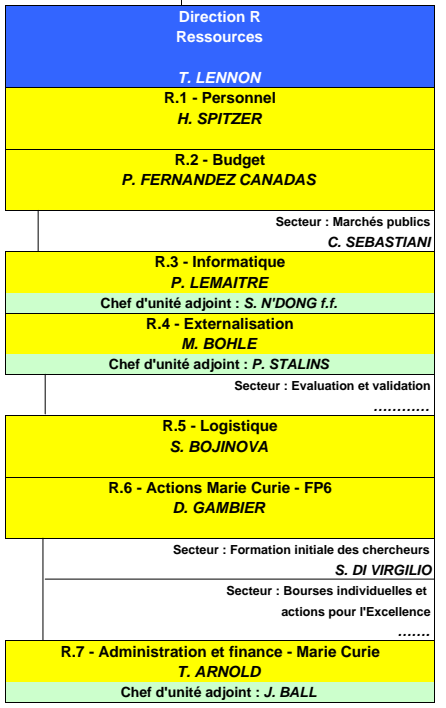 Direction R
Ressources
T. LENNON
R.1 - Personnel
H. SPITZER
R.2 - Budget
P. FERNANDEZ CANADAS
Secteur : Marchés publics
C. SEBASTIANI
R.3 - Informatique
P. LEMAITRE
Chef d'unité adjoint : S. N'DONG f.f.
R.4 - Externalisation
M. BOHLE
Chef d'unité adjoint : P. STALINS
Secteur : Evaluation et validation
…………
R.5 - Logistique
S. BOJINOVA
R.6 - Actions Marie Curie - FP6
D. GAMBIER
Secteur : Formation initiale des chercheurs
S. DI VIRGILIO
Secteur : Bourses individuelles et
actions pour l'Excellence
…….
R.7 - Administration et finance - Marie Curie
T. ARNOLD
Chef d'unité adjoint : J. BALL